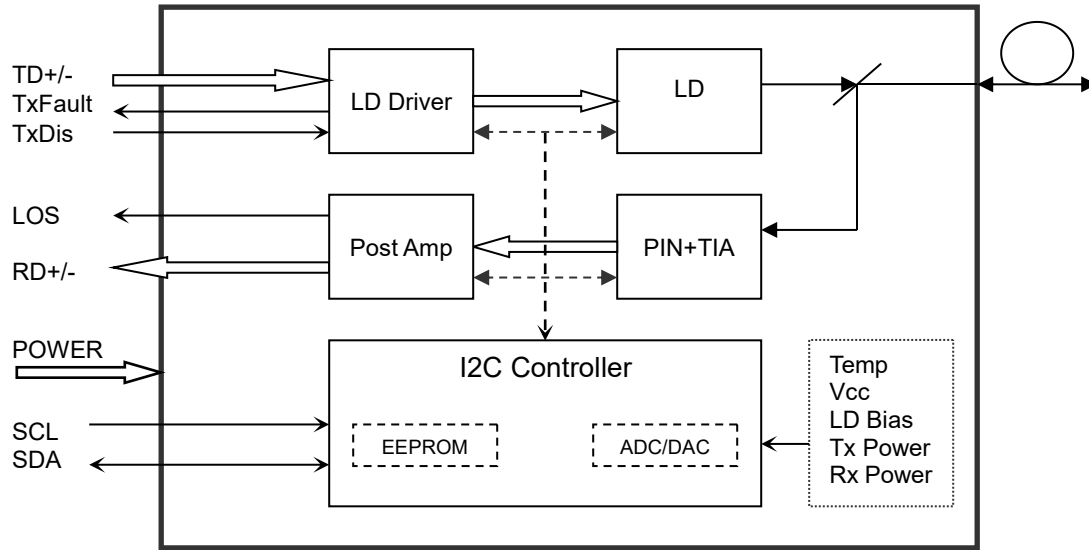 TD+/-
TxFault
TxDis
LD Driver
LD
LOS
RD+/-
Post Amp
PIN+TIA
POWER
SCL
SDA
I2C Controller
EEPROM
ADC/DAC
Temp
Vcc
LD Bias
Tx Power
Rx Power